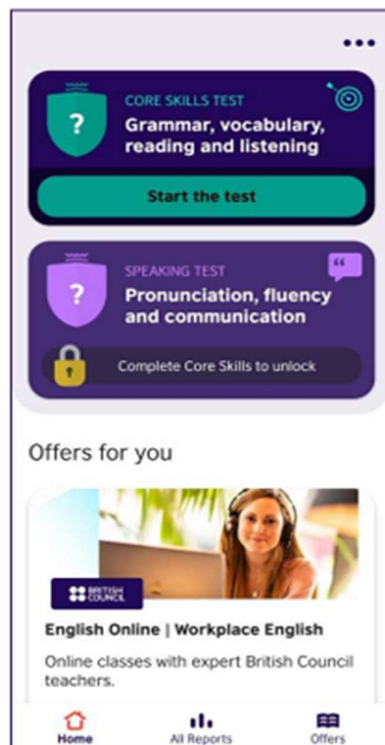 CORE SKILLS TEST
?
Grammar, vocabulary,
reading and listening
Start the test
SPEAKING TEST
?
Pronunciation, fluency
and communication
Complete Core Skills to unlock
Offers for you
BRITISH
COUNCIL
English Online | Workplace English
Online classes with expert British Council
teachers.
Home
All Reports
Offers